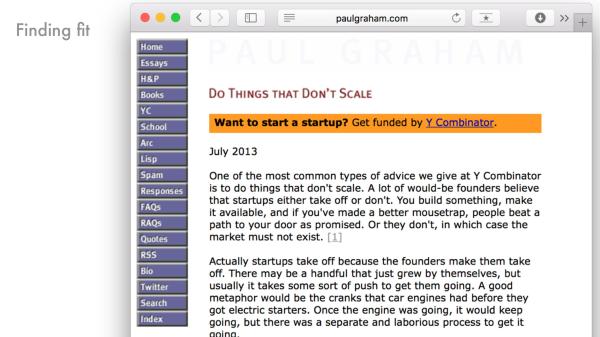 Finding fit
paulgraham.com
Home
Essays
H&P
Books
YC
School
Arc
Lisp
Spam
Responses
FAQs
RAQs
Quotes
RSS
Bio
Twitter
Search
Index
PAUL GRAHAM
Do Things that Don't Scale
Want to start a startup? Get funded by Y Combinator.
July 2013
One of the most common types of advice we give at Y Combinator
is to do things that don't scale. A lot of would-be founders believe
that startups either take off or don't. You build something, make
it available, and if you've made a better mousetrap, people beat a
path to your door as promised. Or they don't, in which case the
market must not exist. [1]
Actually startups take off because the founders make them take
off. There may be a handful that just grew by themselves, but
usually it takes some sort of push to get them going. A good
metaphor would be the cranks that car engines had before they
got electric starters. Once the engine was going, it would keep
going, but there was a separate and laborious process to get it
going.